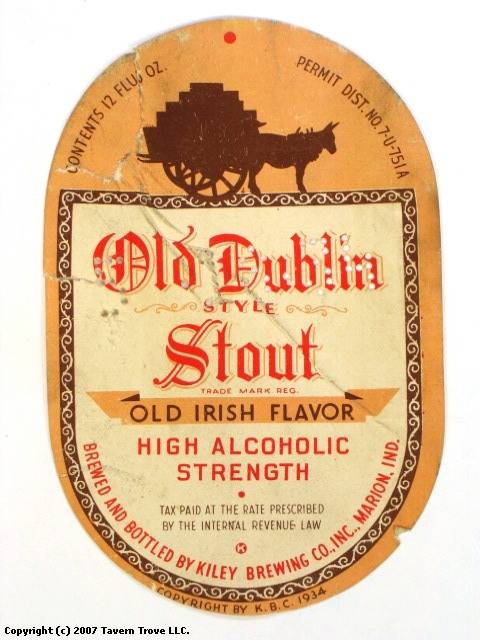 CONTENTS 12 FLUID OZ.
PERMIT DIST. NO. 7-U-751A
Old Dublin
STYLE
Stout
TRADE MARK REG.
OLD IRISH FLAVOR
HIGH ALCOHOLIC
STRENGTH
TAX PAID AT THE RATE PRESCRIBED
BY THE INTERNAL REVENUE LAW
K
BREWED AND BOTTLED BY KILEY BREWING CO., INC., MARION, IND.
COPYRIGHT BY K.B.C. 1934
Copyright (c) 2007 Tavern Trove LLC.